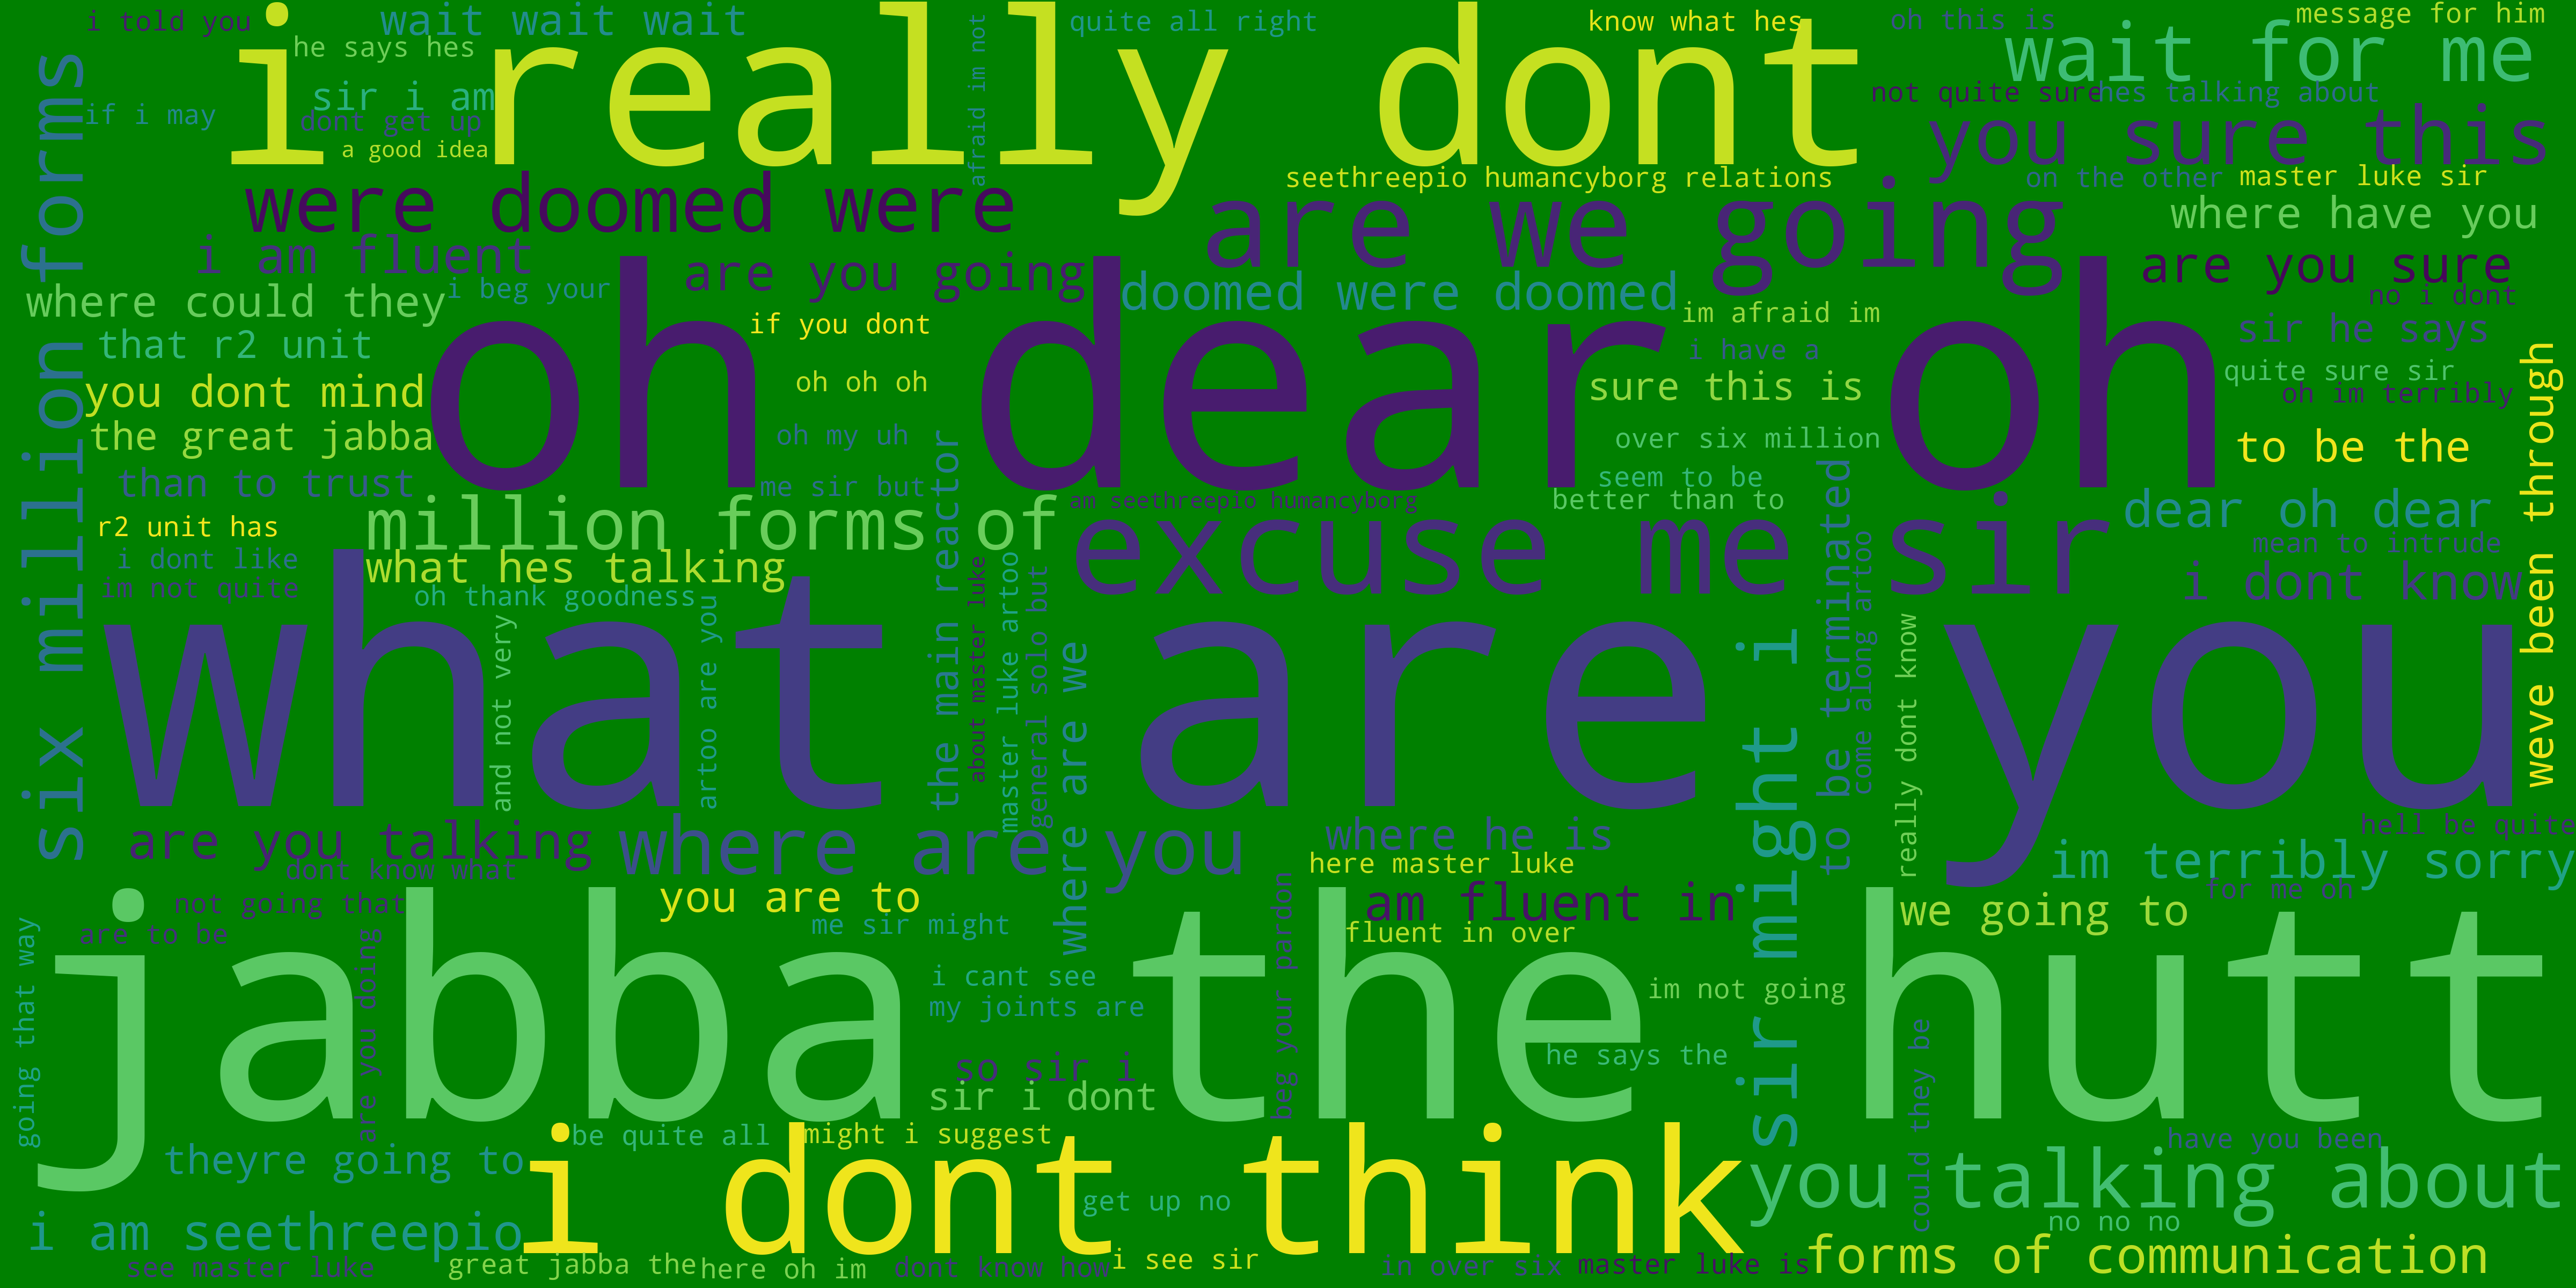 i told you
wait wait wait
quite all right
know what hes
oh this is
message for him
he says hes
i really dont
wait for me
if i may
sir i am
dont get up
a good idea
afraid im not
not quite sure
hes talking about
you sure this
six million forms
were doomed were
seethreepio humancyborg relations
on the other
master luke sir
are we going
where have you
i am fluent
are you going
doomed were doomed
are you sure
where could they
i beg your
no i dont
if you dont
im afraid im
sir he says
that r2 unit
oh dear oh
i have a
quite sure sir
you dont mind
oh oh oh
sure this is
oh im terribly
the great jabba
oh my uh
over six million
to be the
weve been through
than to trust
me sir but
seem to be
million forms of
am seethreepio humancyborg
better than to
dear oh dear
r2 unit has
excuse me sir
mean to intrude
i dont like
what hes talking
i dont know
im not quite
oh thank goodness
what are you
and not very
artoo are you
the main reactor
about master luke
master luke artoo
general solo but
where are we
sir might i
to be terminated
come along artoo
really dont know
are you talking
where are you
where he is
hell be quite
dont know what
here master luke
im terribly sorry
not going that
you are to
am fluent in
we going to
for me oh
are to be
me sir might
fluent in over
going that way
are you doing
jabba the hutt
i cant see
my joints are
beg your pardon
im not going
so sir i
he says the
sir i dont
could they be
theyre going to
be quite all
might i suggest
have you been
i dont think
you talking about
get up no
i am seethreepio
no no no
see master luke
great jabba the
here oh im
dont know how
i see sir
in over six
master luke is
forms of communication